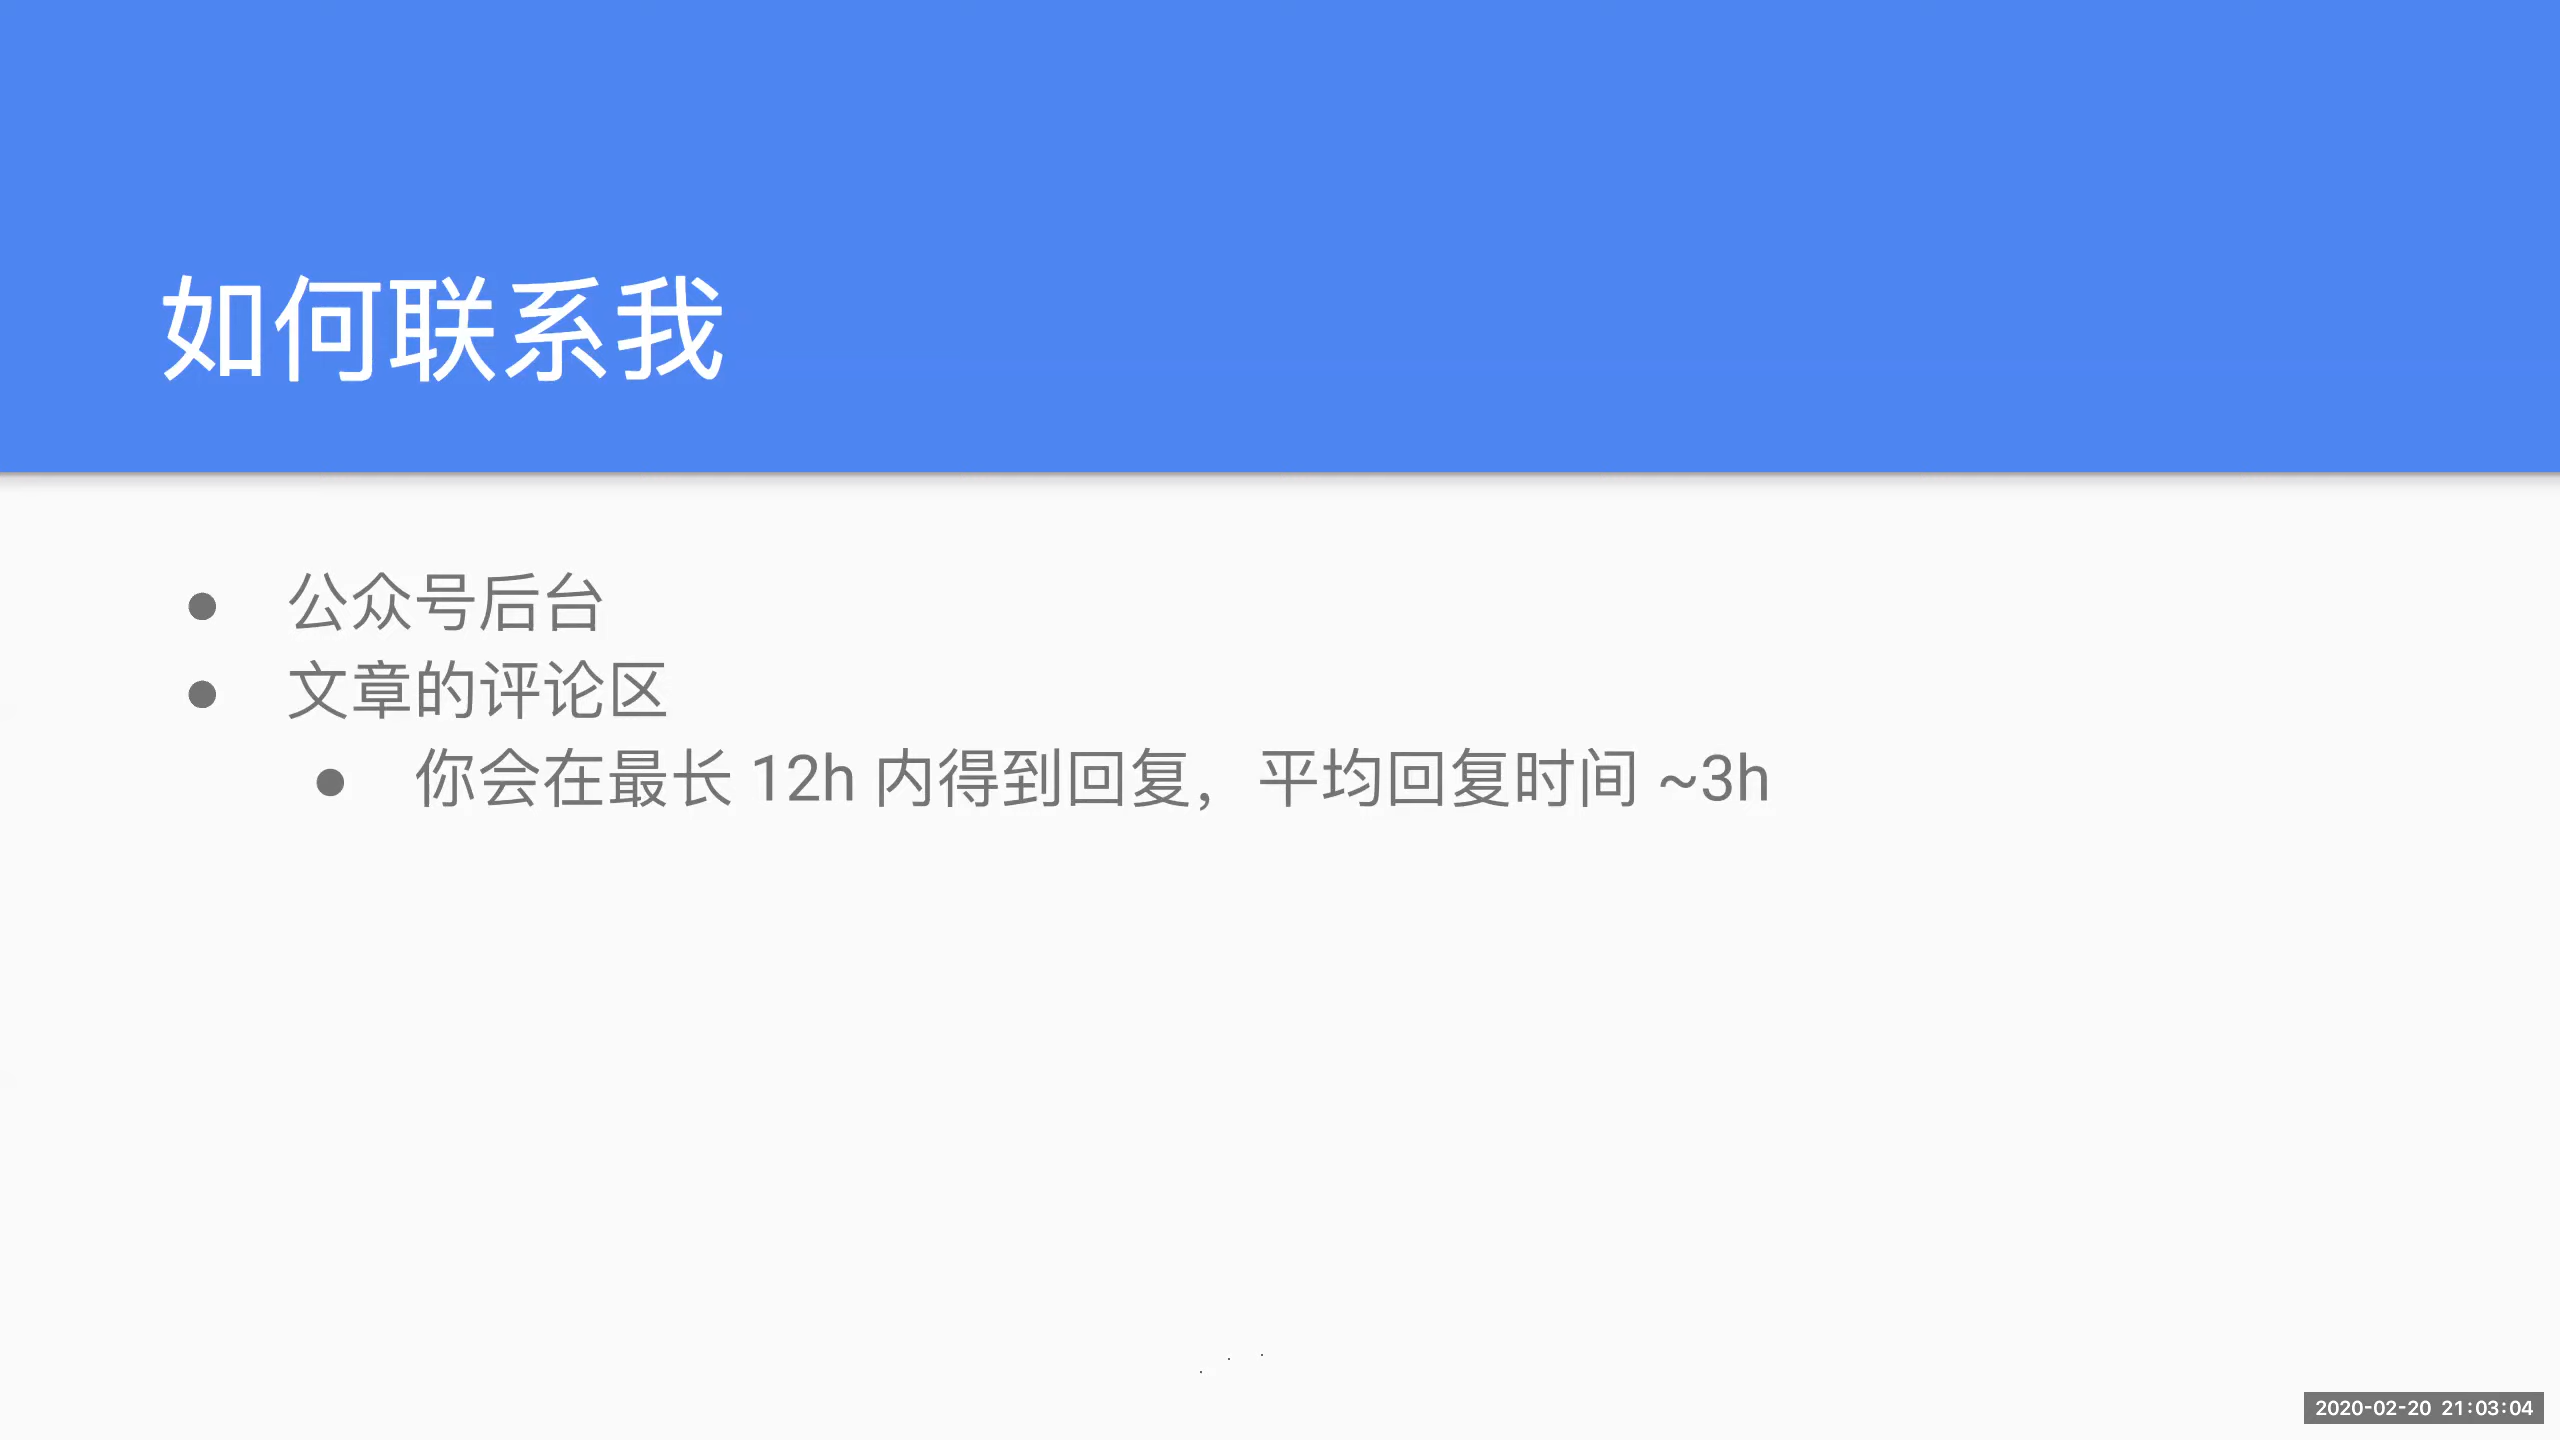 如何联系我
● 公众号后台
● 文章的评论区
● 你会在最长 12h 内得到回复，平均回复时间 ~3h
2020-02-20 21:03:04